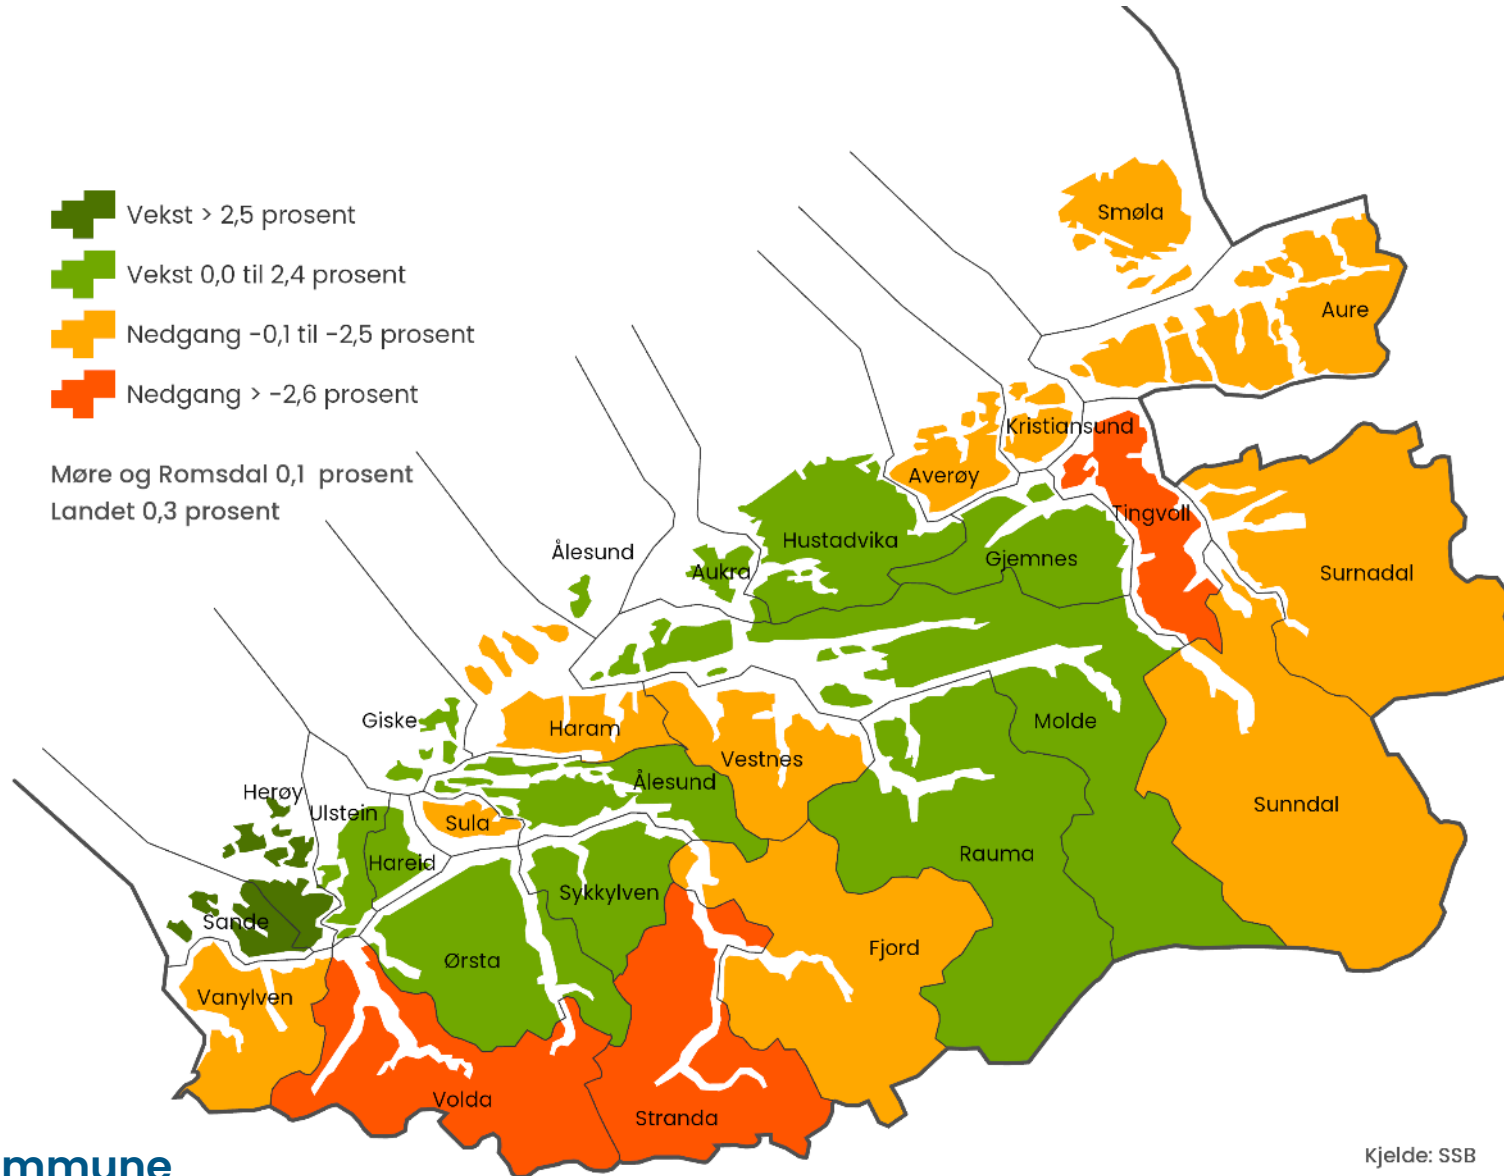 Vekst > 2,5 prosent
Vekst 0,0 til 2,4 prosent
Nedgang -0,1 til -2,5 prosent
Nedgang > -2,6 prosent
Møre og Romsdal 0,1 prosent
Landet 0,3 prosent
Smøla
Aure
Kristiansund
Averøy
Tingvoll
Hustadvika
Ålesund
Gjemnes
Aukra
Surnadal
Giske
Haram
Molde
Vestnes
Ålesund
Herøy
Ulstein
Sula
Sunndal
Hareid
Rauma
Sykkylven
Sande
Fjord
Ørsta
Vanylven
Volda
Stranda
mmune
Kjelde: SSB